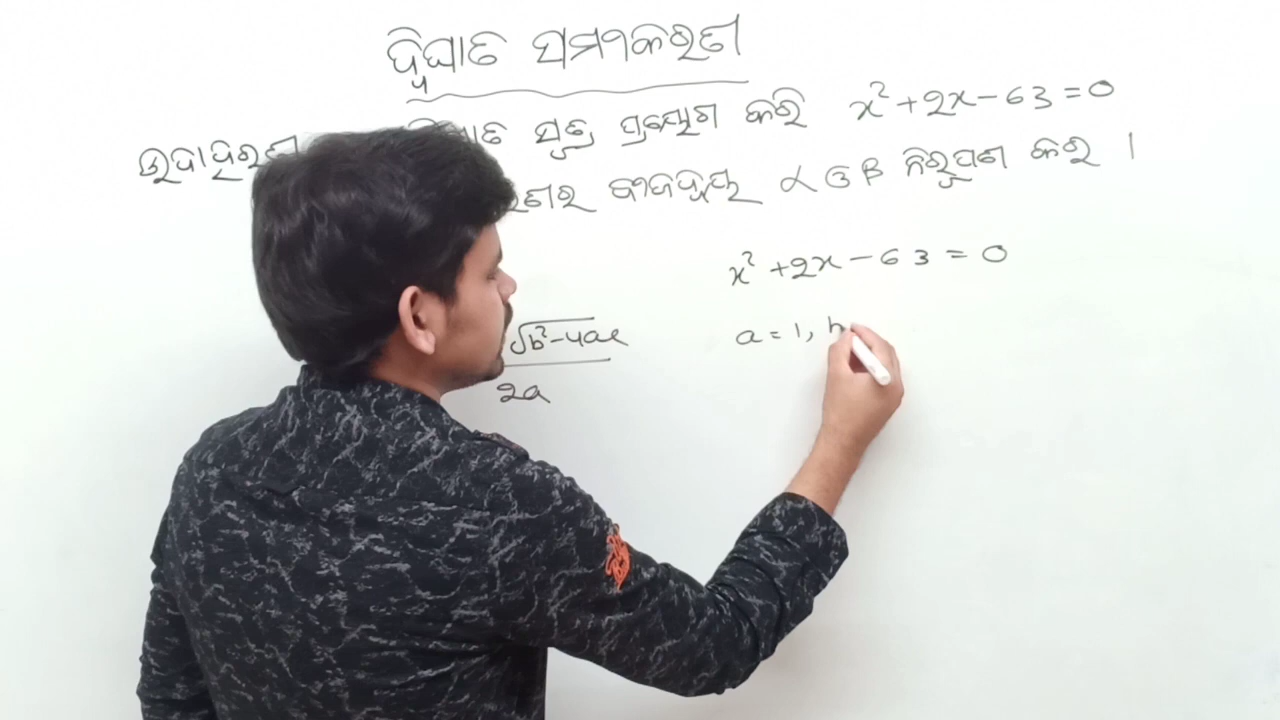 ଦ୍ୱିଘାତ ସମୀକରଣ
ଉଦାହରଣ ସୂତ୍ର ପ୍ରୟୋଗ କରି x² + 2x - 63 = 0
ବୀଜଦ୍ୱୟ α ଓ β ନିରୂପଣ କର ।
x² + 2x - 63 = 0
√b² - 4ac
2a
a = 1, b